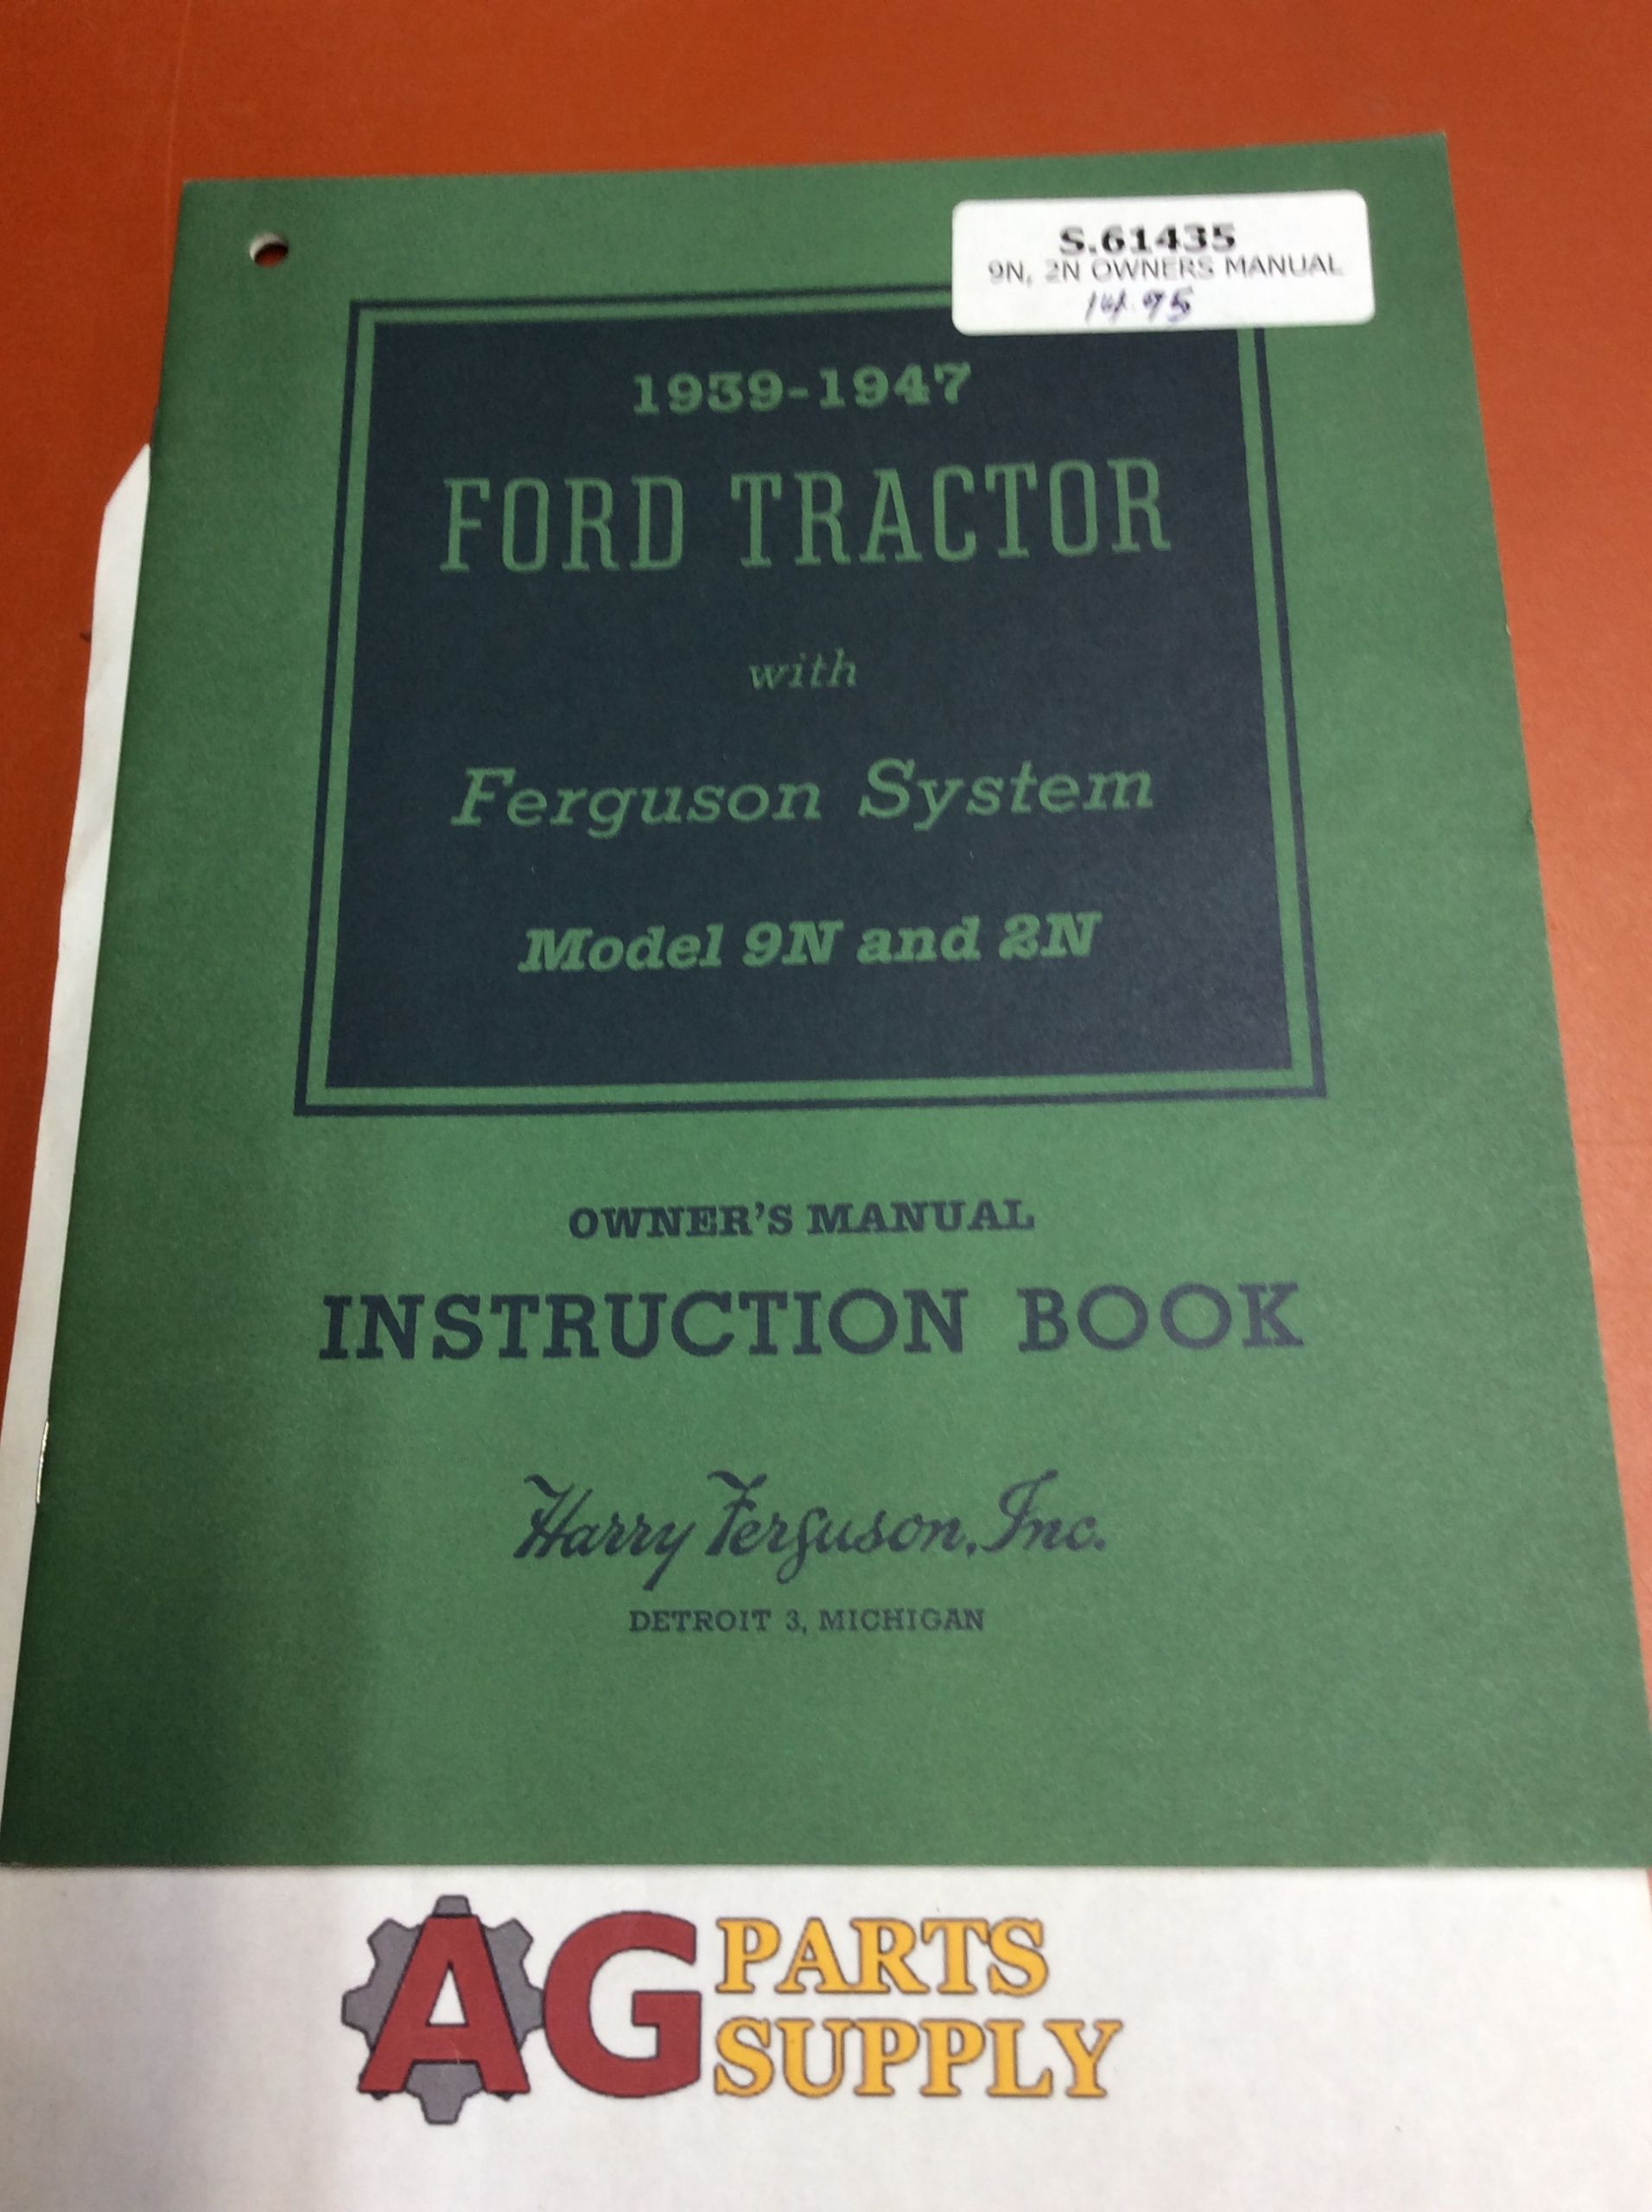 S.61435
9N, 2N OWNERS MANUAL
14.95
1939-1947
FORD TRACTOR
with
Ferguson System
Model 9N and 2N
OWNER'S MANUAL
INSTRUCTION BOOK
Harry Ferguson, Inc.
DETROIT 3, MICHIGAN
AG PARTS
SUPPLY